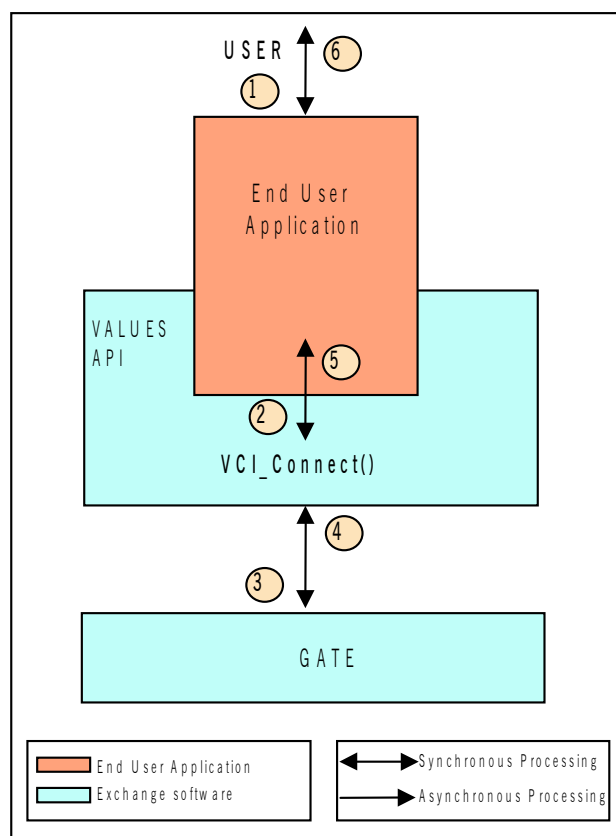 USER
6
1
End User
Application
VALUES
API
5
2
VCI_Connect()
4
3
GATE
End User Application
Exchange software
Synchronous Processing
Asynchronous Processing